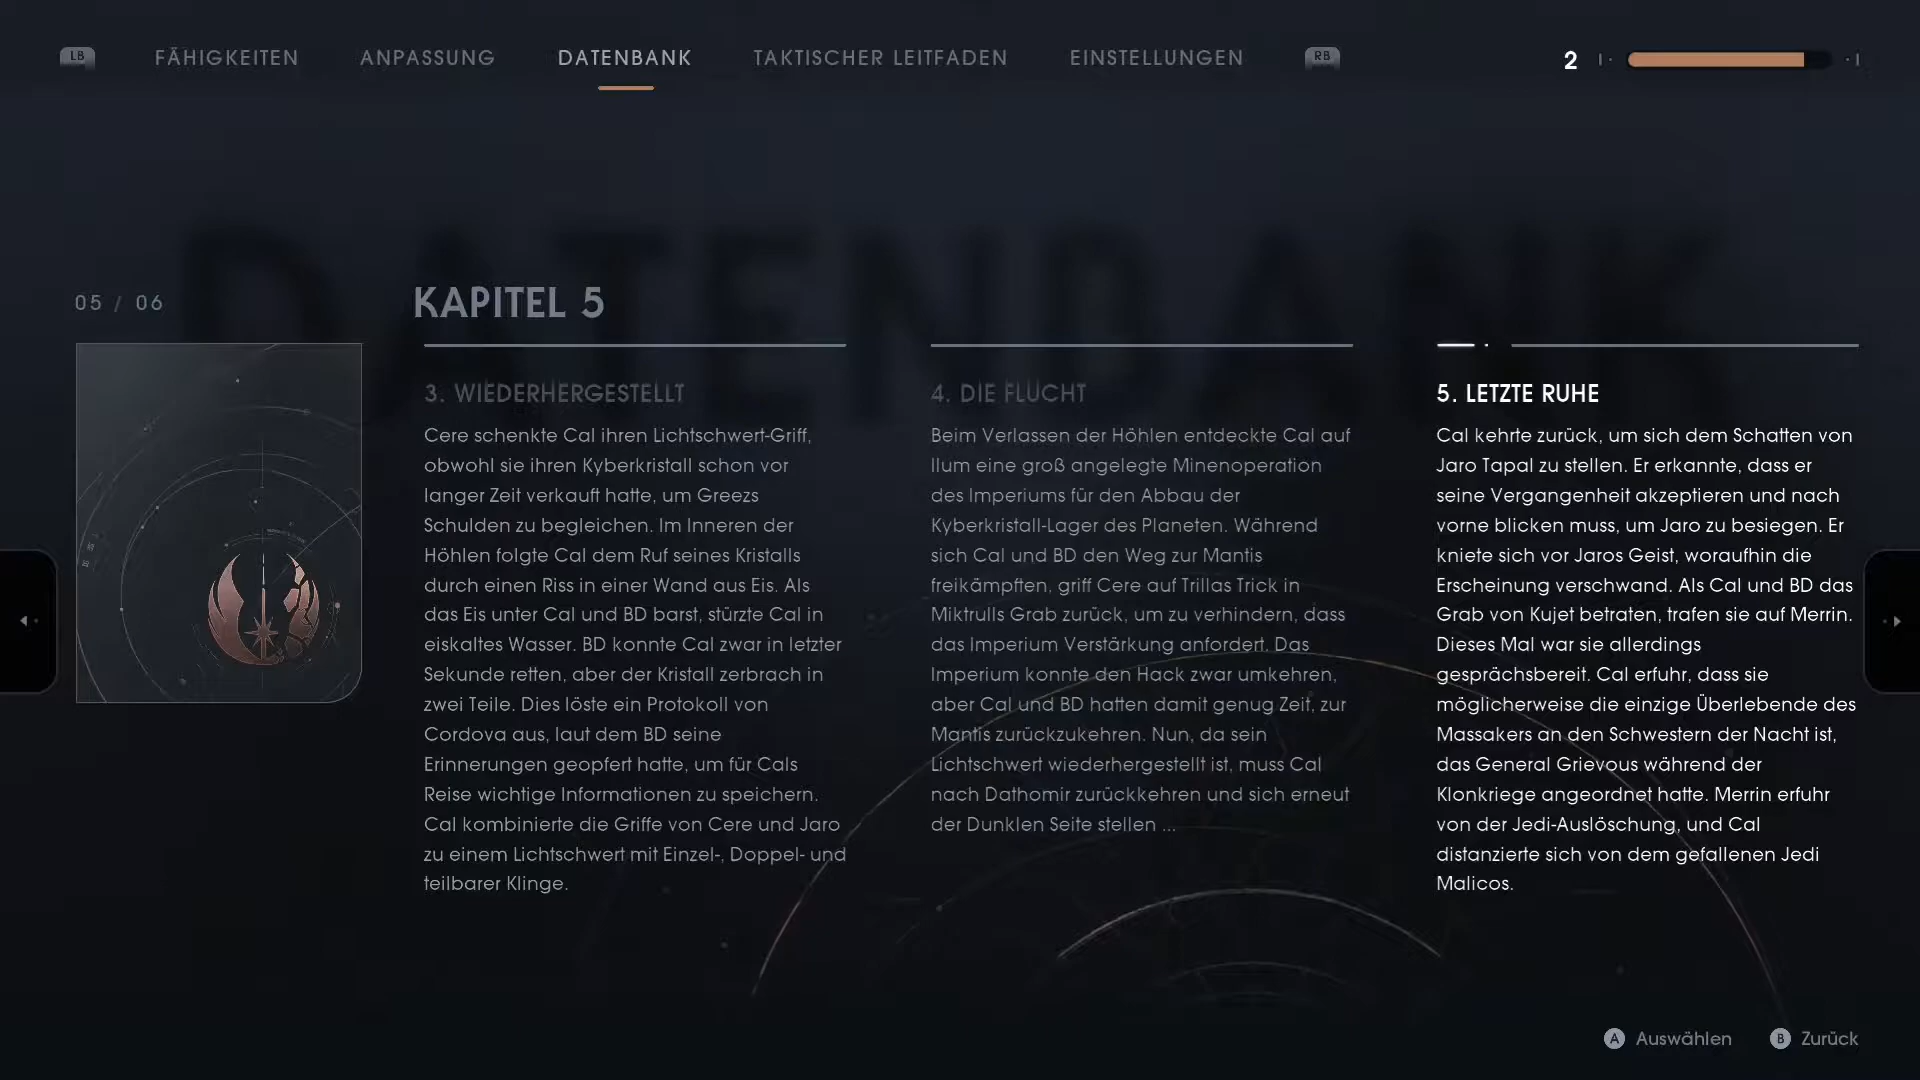 LB
FÄHIGKEITEN
ANPASSUNG
DATENBANK
TAKTISCHER LEITFADEN
EINSTELLUNGEN
RB
2
DATENBANK
05 / 06
KAPITEL 5
3. WIEDERHERGESTELLT
Cere schenkte Cal ihren Lichtschwert-Griff,
obwohl sie ihren Kyberkristall schon vor
langer Zeit verkauft hatte, um Greezs
Schulden zu begleichen. Im Inneren der
Höhlen folgte Cal dem Ruf seines Kristalls
durch einen Riss in einer Wand aus Eis. Als
das Eis unter Cal und BD barst, stürzte Cal in
eiskaltes Wasser. BD konnte Cal zwar in letzter
Sekunde retten, aber der Kristall zerbrach in
zwei Teile. Dies löste ein Protokoll von
Cordova aus, laut dem BD seine
Erinnerungen geopfert hatte, um für Cals
Reise wichtige Informationen zu speichern.
Cal kombinierte die Griffe von Cere und Jaro
zu einem Lichtschwert mit Einzel-, Doppel- und
teilbarer Klinge.
4. DIE FLUCHT
Beim Verlassen der Höhlen entdeckte Cal auf
Ilum eine groß angelegte Minenoperation
des Imperiums für den Abbau der
Kyberkristall-Lager des Planeten. Während
sich Cal und BD den Weg zur Mantis
freikämpften, griff Cere auf Trillas Trick in
Miktrulls Grab zurück, um zu verhindern, dass
das Imperium Verstärkung anfordert. Das
Imperium konnte den Hack zwar umkehren,
aber Cal und BD hatten damit genug Zeit, zur
Mantis zurückzukehren. Nun, da sein
Lichtschwert wiederhergestellt ist, muss Cal
nach Dathomir zurückkehren und sich erneut
der Dunklen Seite stellen ...
5. LETZTE RUHE
Cal kehrte zurück, um sich dem Schatten von
Jaro Tapal zu stellen. Er erkannte, dass er
seine Vergangenheit akzeptieren und nach
vorne blicken muss, um Jaro zu besiegen. Er
kniete sich vor Jaros Geist, woraufhin die
Erscheinung verschwand. Als Cal und BD das
Grab von Kujet betraten, trafen sie auf Merrin.
Dieses Mal war sie allerdings
gesprächsbereit. Cal erfuhr, dass sie
möglicherweise die einzige Überlebende des
Massakers an den Schwestern der Nacht ist,
das General Grievous während der
Klonkriege angeordnet hatte. Merrin erfuhr
von der Jedi-Auslöschung, und Cal
distanzierte sich von dem gefallenen Jedi
Malicos.
A Auswählen
B Zurück